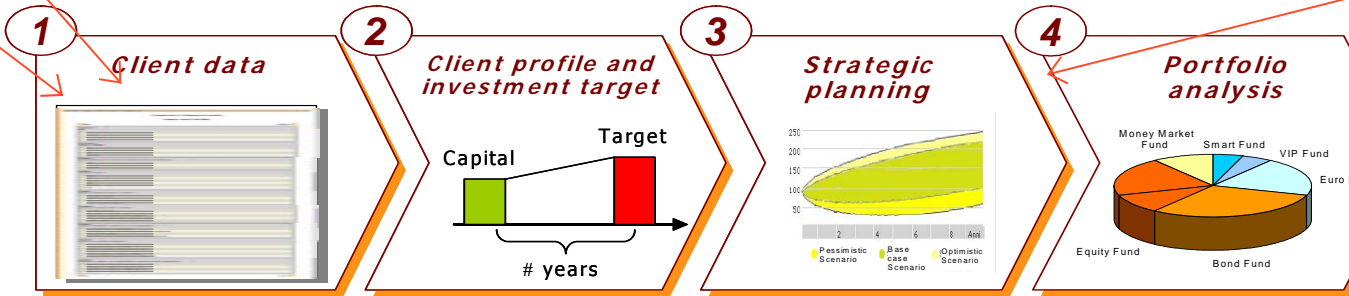 1
Client data
2
Client profile and
investment target
Capital
Target
# years
3
Strategic
planning
250
200
150
100
50
2 4 6 8 Anni
Pessimistic
Scenario
Base
case
Scenario
Optimistic
Scenario
4
Portfolio
analysis
Money Market
Fund
Smart Fund
VIP Fund
Euro
Equity Fund
Bond Fund